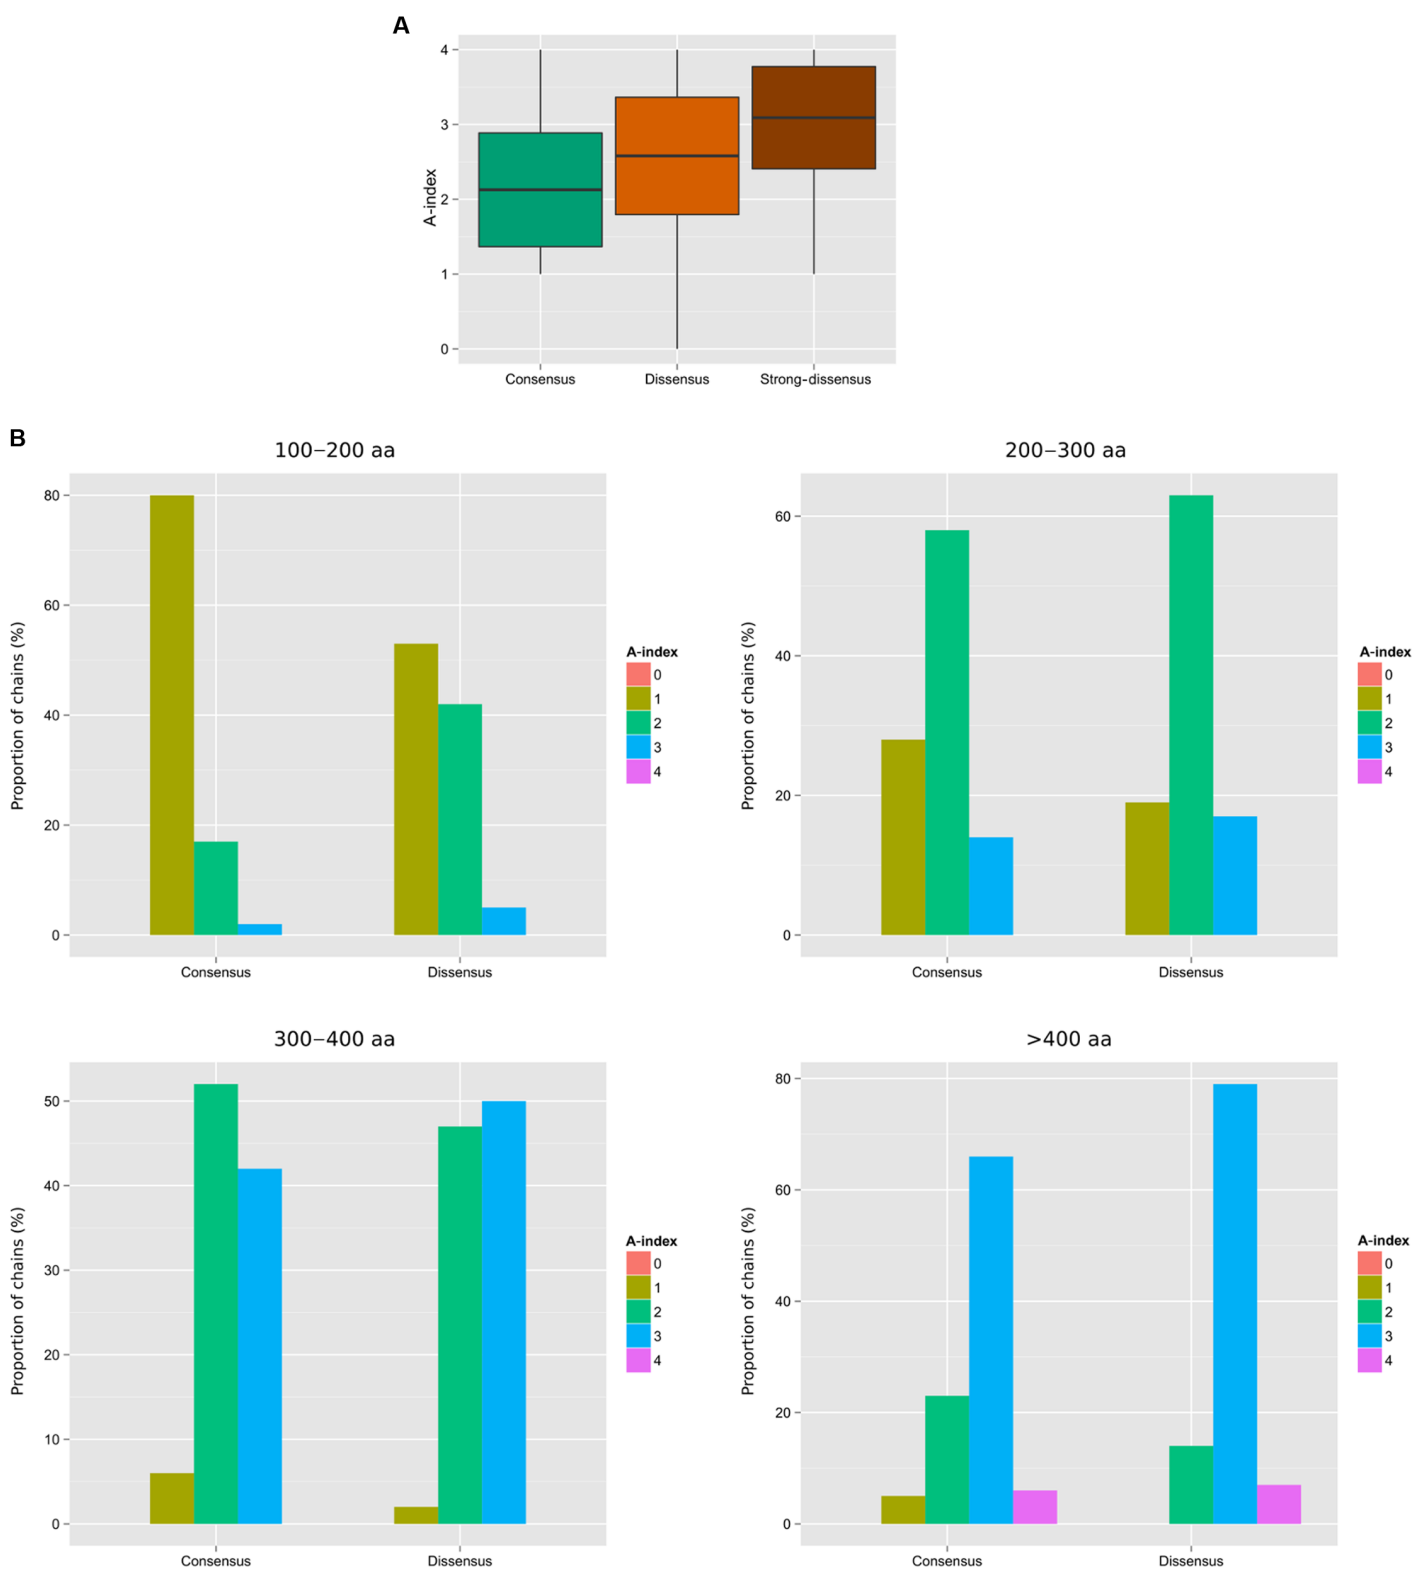 A
A-index
4
3
2
1
0
Consensus
Dissensus
Strong-dissensus
B
100–200 aa
Proportion of chains (%)
80
60
40
20
0
Consensus
Dissensus
A-index
0
1
2
3
4
200–300 aa
Proportion of chains (%)
60
40
20
0
Consensus
Dissensus
A-index
0
1
2
3
4
300–400 aa
Proportion of chains (%)
50
40
30
20
10
0
Consensus
Dissensus
A-index
0
1
2
3
4
>400 aa
Proportion of chains (%)
80
60
40
20
0
Consensus
Dissensus
A-index
0
1
2
3
4